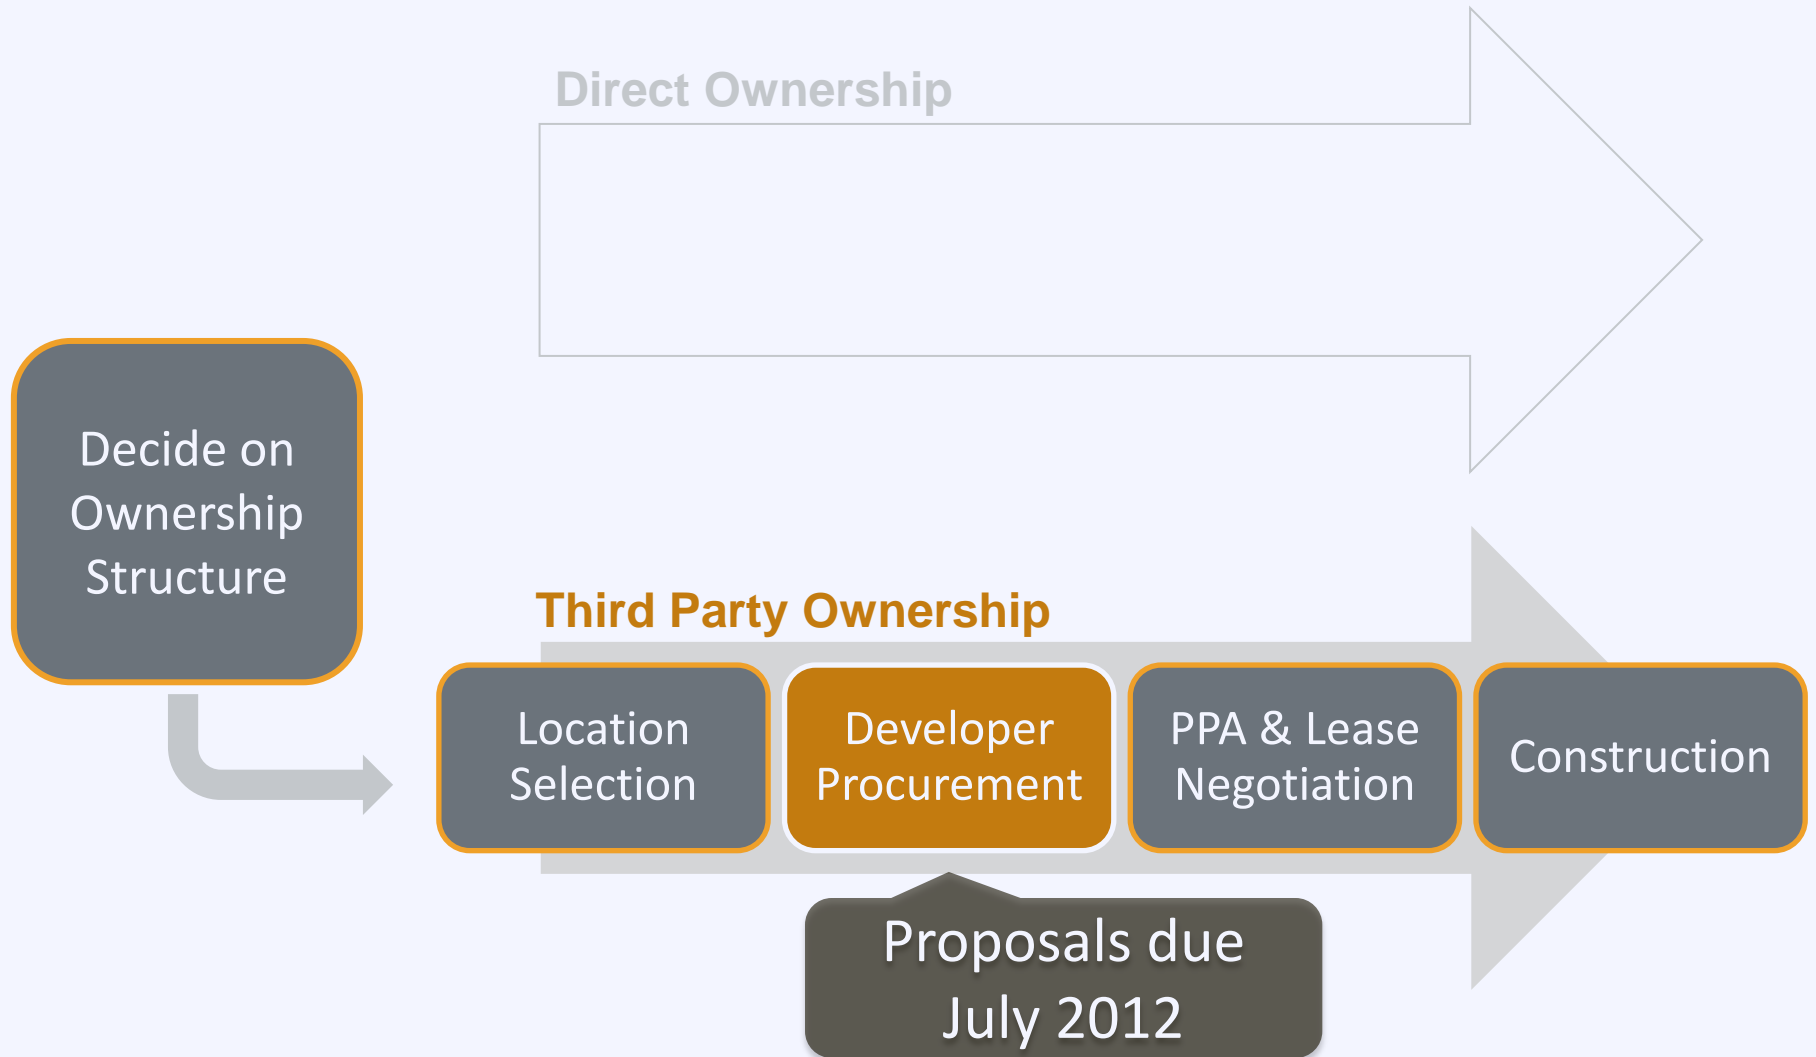 Direct Ownership
Decide on
Ownership
Structure
Third Party Ownership
Location
Selection
Developer
Procurement
PPA & Lease
Negotiation
Construction
Proposals due
July 2012